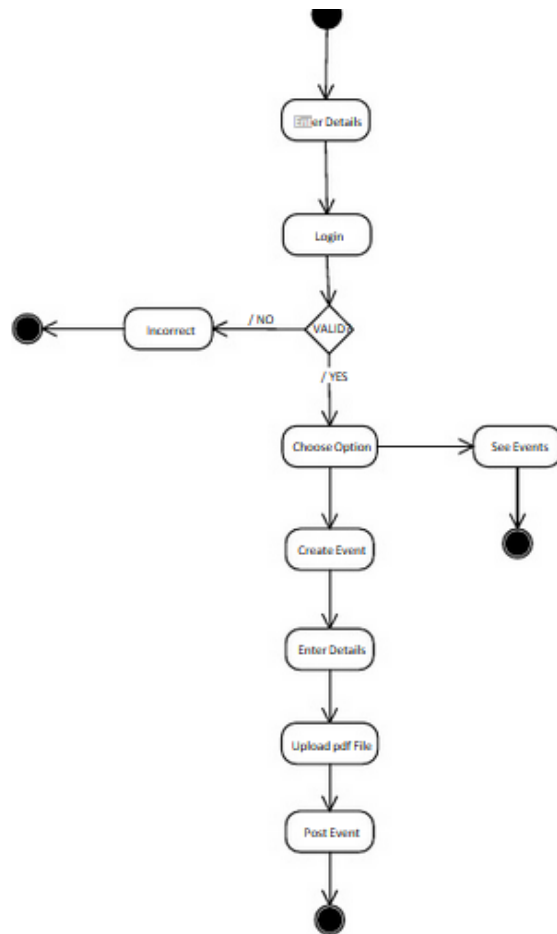 Enter Details
Login
VALID?
/ NO
Incorrect
/ YES
Choose Option
See Events
Create Event
Enter Details
Upload pdf File
Post Event